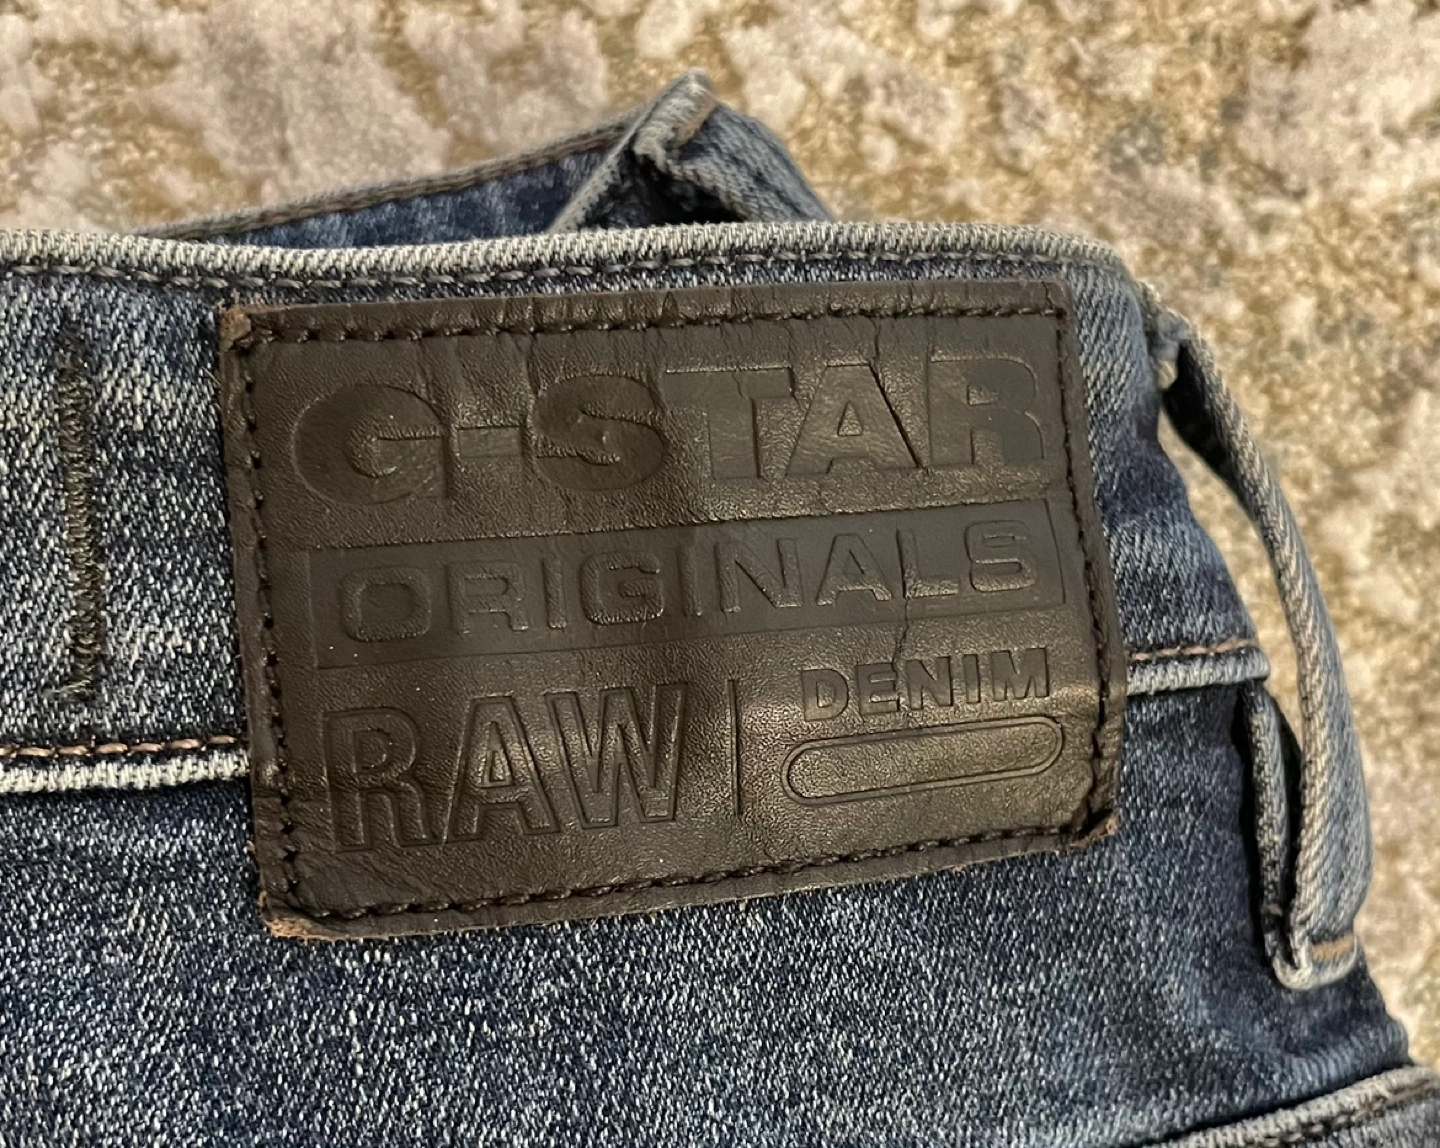 G-STAR
ORIGINALS
RAW DENIM